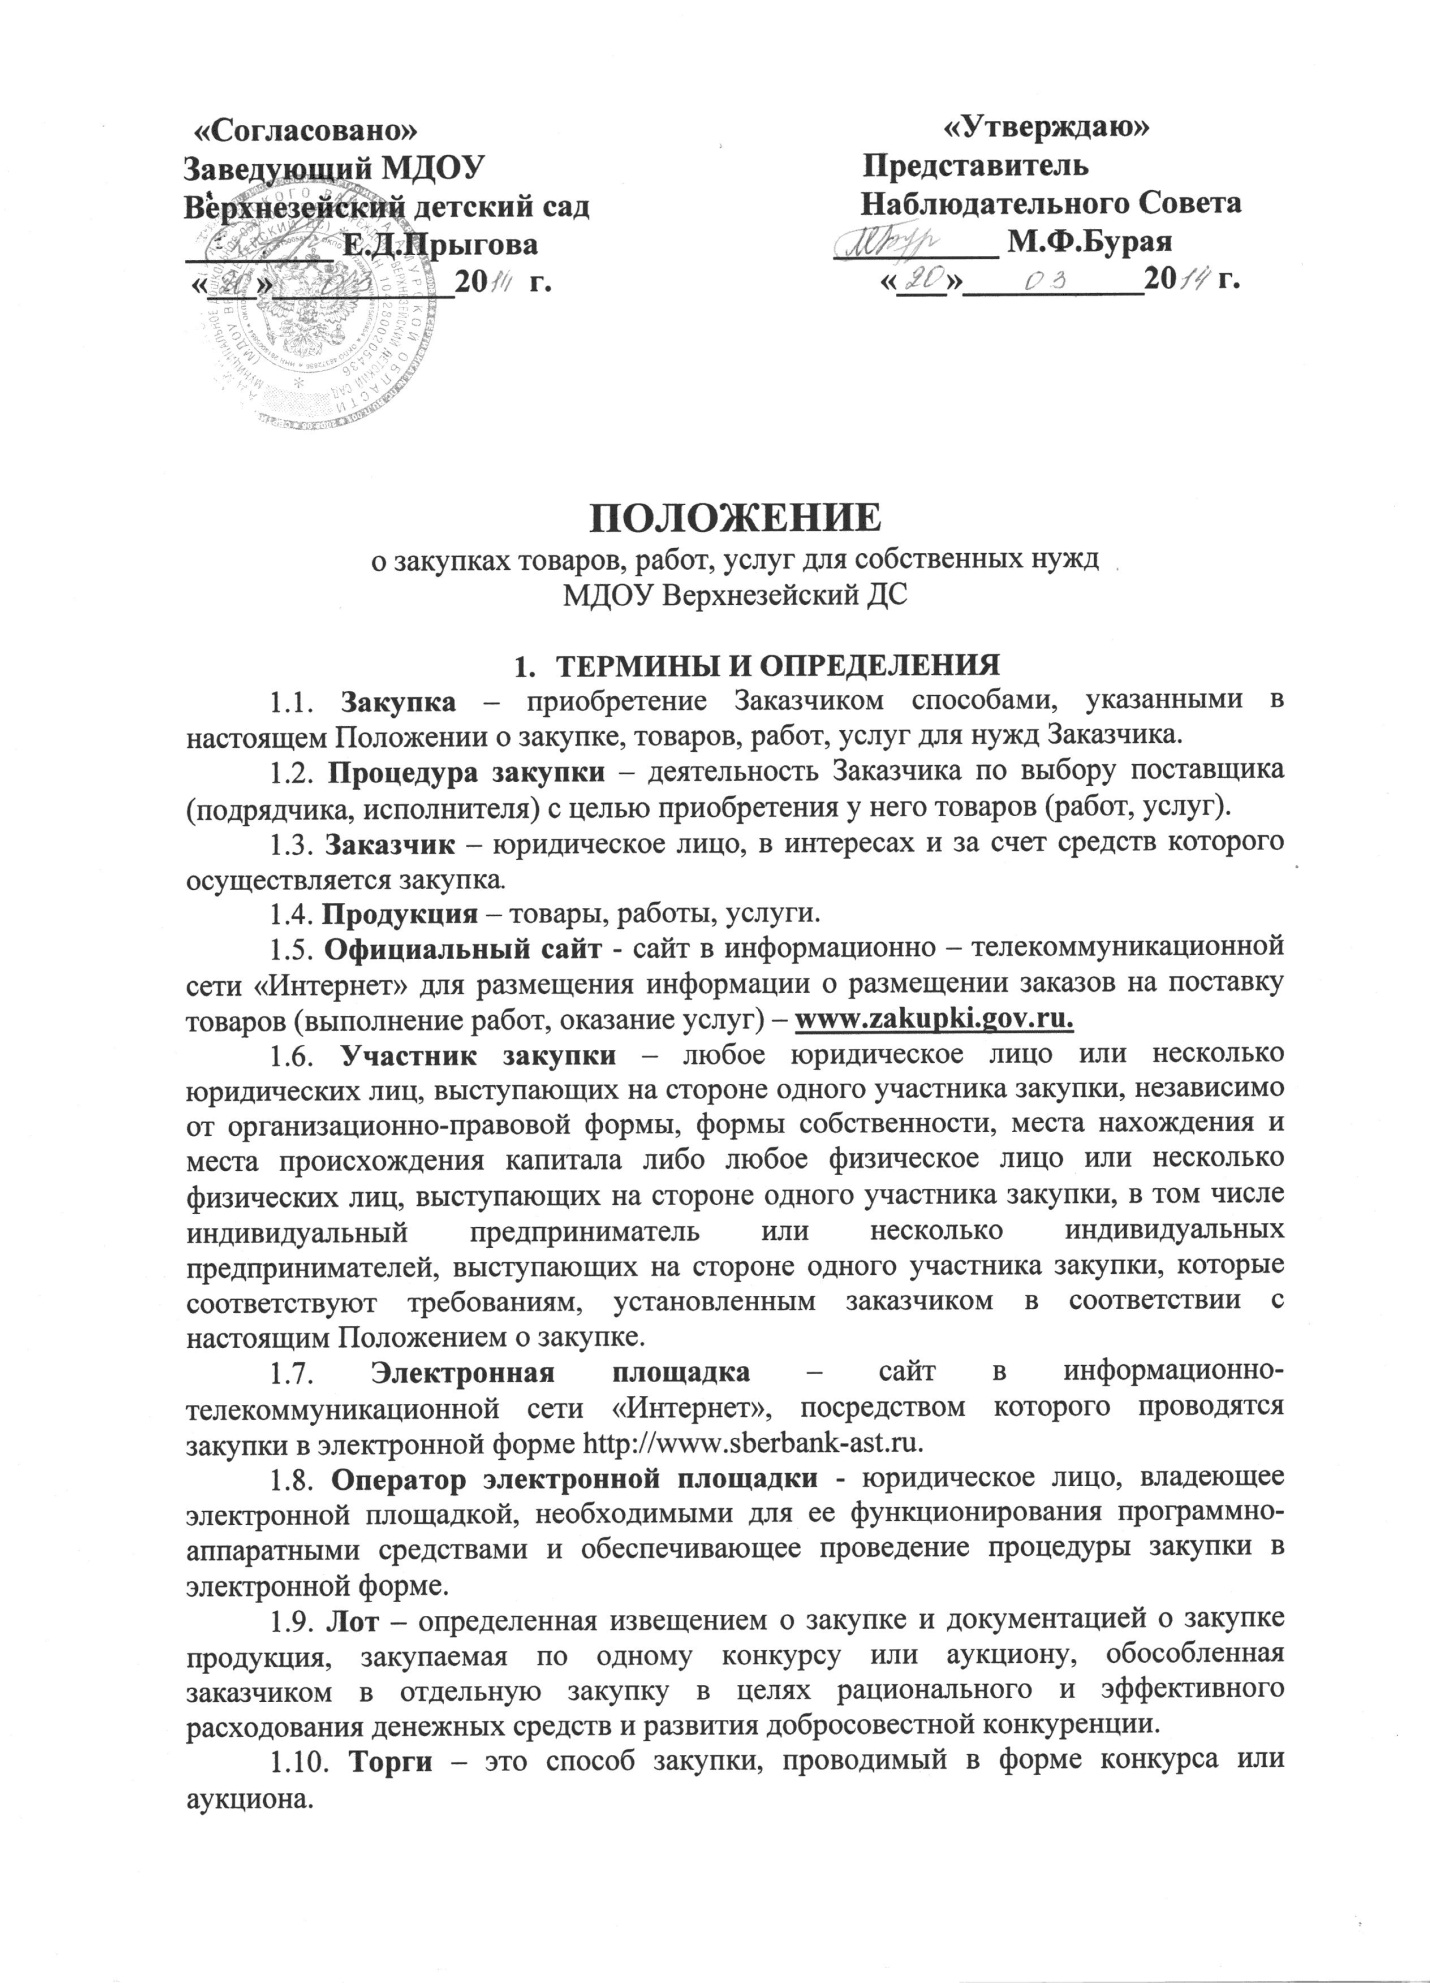 «Согласовано»
Заведующий МДОУ
Верхнезейский детский сад
__________ Е.Д.Прыгова
«20» 03 2014 г.
«Утверждаю»
Представитель
Наблюдательного Совета
__________ М.Ф.Бурая
«20» 03 2014 г.
ПОЛОЖЕНИЕ
о закупках товаров, работ, услуг для собственных нужд
МДОУ Верхнезейский ДС
1. ТЕРМИНЫ И ОПРЕДЕЛЕНИЯ
1.1. Закупка – приобретение Заказчиком способами, указанными в
настоящем Положении о закупке, товаров, работ, услуг для нужд Заказчика.
1.2. Процедура закупки – деятельность Заказчика по выбору поставщика
(подрядчика, исполнителя) с целью приобретения у него товаров (работ, услуг).
1.3. Заказчик – юридическое лицо, в интересах и за счет средств которого
осуществляется закупка.
1.4. Продукция – товары, работы, услуги.
1.5. Официальный сайт - сайт в информационно – телекоммуникационной
сети «Интернет» для размещения информации о размещении заказов на поставку
товаров (выполнение работ, оказание услуг) – www.zakupki.gov.ru.
1.6. Участник закупки – любое юридическое лицо или несколько
юридических лиц, выступающих на стороне одного участника закупки, независимо
от организационно-правовой формы, формы собственности, места нахождения и
места происхождения капитала либо любое физическое лицо или несколько
физических лиц, выступающих на стороне одного участника закупки, в том числе
индивидуальный предприниматель или несколько индивидуальных
предпринимателей, выступающих на стороне одного участника закупки, которые
соответствуют требованиям, установленным заказчиком в соответствии с
настоящим Положением о закупке.
1.7. Электронная площадка – сайт в информационно-
телекоммуникационной сети «Интернет», посредством которого проводятся
закупки в электронной форме http://www.sberbank-ast.ru.
1.8. Оператор электронной площадки - юридическое лицо, владеющее
электронной площадкой, необходимыми для ее функционирования программно-
аппаратными средствами и обеспечивающее проведение процедуры закупки в
электронной форме.
1.9. Лот – определенная извещением о закупке и документацией о закупке
продукция, закупаемая по одному конкурсу или аукциону, обособленная
заказчиком в отдельную закупку в целях рационального и эффективного
расходования денежных средств и развития добросовестной конкуренции.
1.10. Торги – это способ закупки, проводимый в форме конкурса или
аукциона.